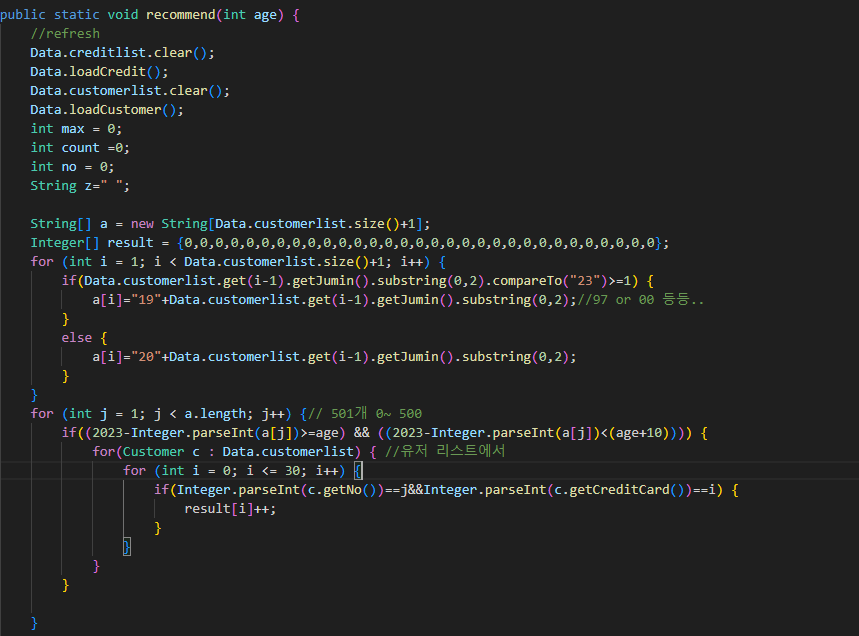 public static void recommend(int age) {
//refresh
Data.creditlist.clear();
Data.loadCredit();
Data.customerlist.clear();
Data.loadCustomer();
int max = 0;
int count =0;
int no = 0;
String z=" ";
String[] a = new String[Data.customerlist.size()+1];
Integer[] result = {0,0,0,0,0,0,0,0,0,0,0,0,0,0,0,0,0,0,0,0,0,0,0,0,0,0,0,0,0,0,0};
for (int i = 1; i < Data.customerlist.size()+1; i++) {
if(Data.customerlist.get(i-1).getJumin().substring(0,2).compareTo("23")>=1) {
a[i]="19"+Data.customerlist.get(i-1).getJumin().substring(0,2);//97 or 00 등등..
}
else {
a[i]="20"+Data.customerlist.get(i-1).getJumin().substring(0,2);
}
}
for (int j = 1; j < a.length; j++) {// 501개 0~ 500
if((2023-Integer.parseInt(a[j])>=age) && ((2023-Integer.parseInt(a[j])<(age+10)))) {
for(Customer c : Data.customerlist) { //유저 리스트에서
for (int i = 0; i <= 30; i++) {
if(Integer.parseInt(c.getNo())==j&&Integer.parseInt(c.getCreditCard())==i) {
result[i]++;
}
}
}
}
}